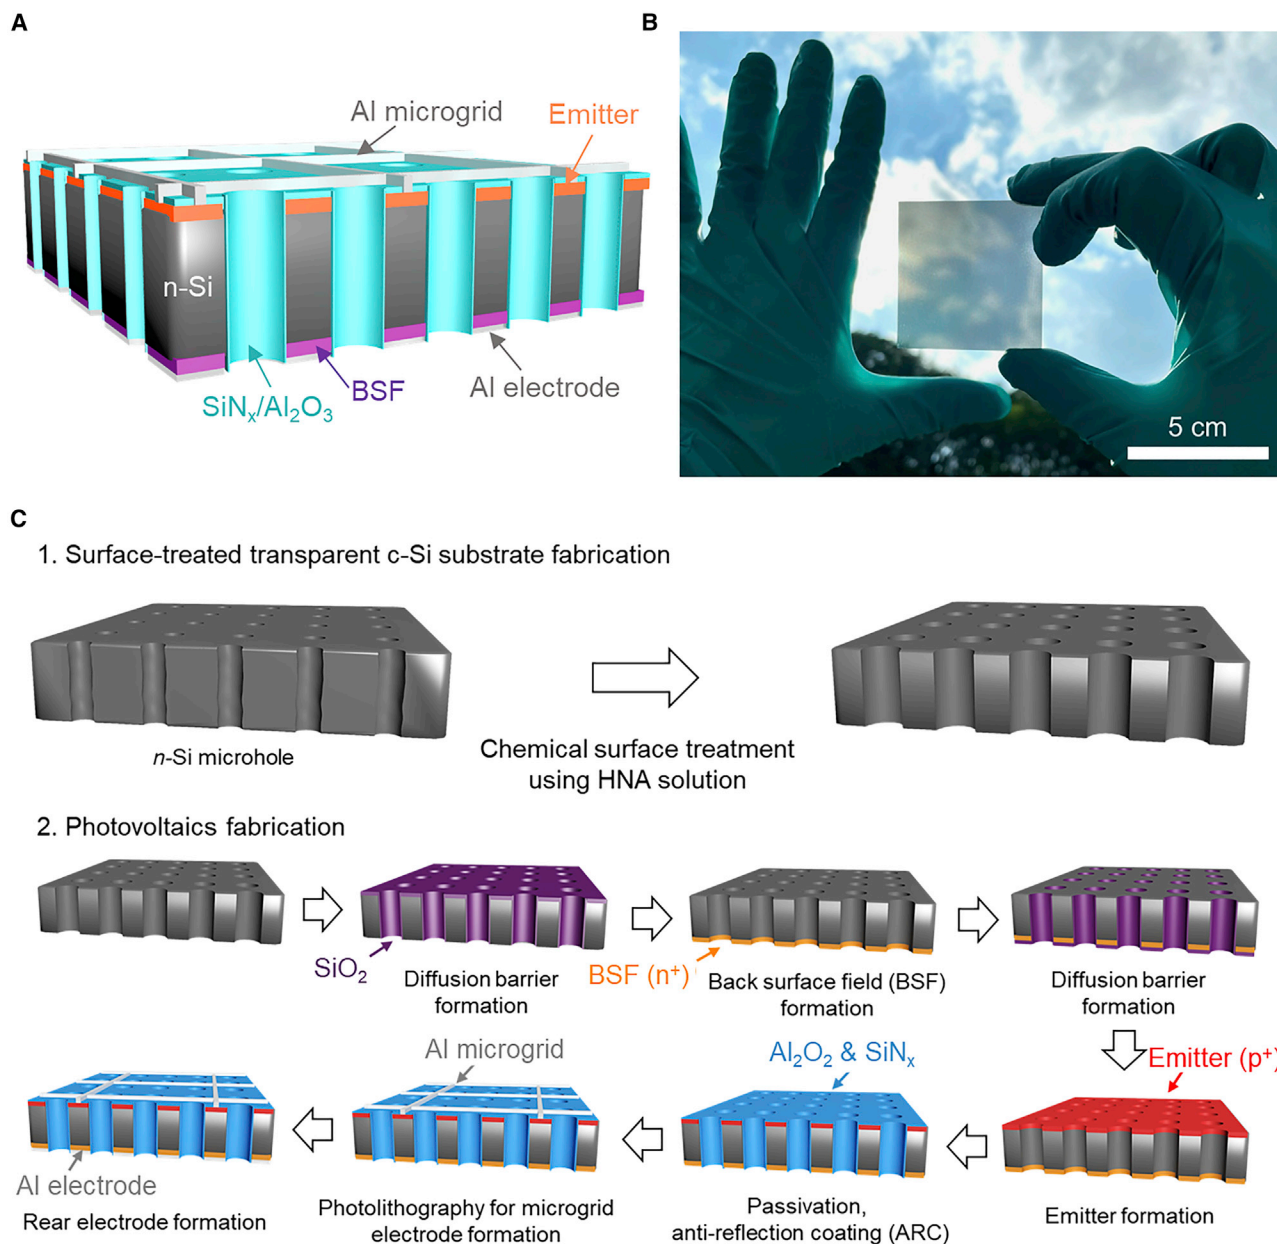 A
Al microgrid
Emitter
n-Si
SiNₓ/Al₂O₃
BSF
Al electrode
B
5 cm
C
1. Surface-treated transparent c-Si substrate fabrication
n-Si microhole
Chemical surface treatment
using HNA solution
2. Photovoltaics fabrication
SiO₂
Diffusion barrier
formation
BSF (n⁺)
Back surface field (BSF)
formation
Diffusion barrier
formation
Emitter (p⁺)
Emitter formation
Al₂O₂ & SiNₓ
Passivation,
anti-reflection coating (ARC)
Al microgrid
Photolithography for microgrid
electrode formation
Al electrode
Rear electrode formation